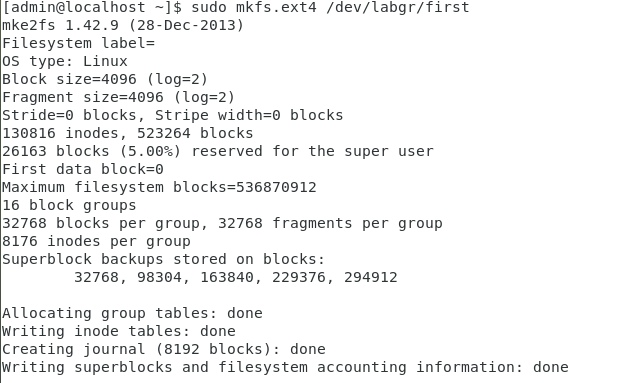 [admin@localhost ~]$ sudo mkfs.ext4 /dev/labgr/first
mke2fs 1.42.9 (28-Dec-2013)
Filesystem label=
OS type: Linux
Block size=4096 (log=2)
Fragment size=4096 (log=2)
Stride=0 blocks, Stripe width=0 blocks
130816 inodes, 523264 blocks
26163 blocks (5.00%) reserved for the super user
First data block=0
Maximum filesystem blocks=536870912
16 block groups
32768 blocks per group, 32768 fragments per group
8176 inodes per group
Superblock backups stored on blocks:
        32768, 98304, 163840, 229376, 294912

Allocating group tables: done
Writing inode tables: done
Creating journal (8192 blocks): done
Writing superblocks and filesystem accounting information: done